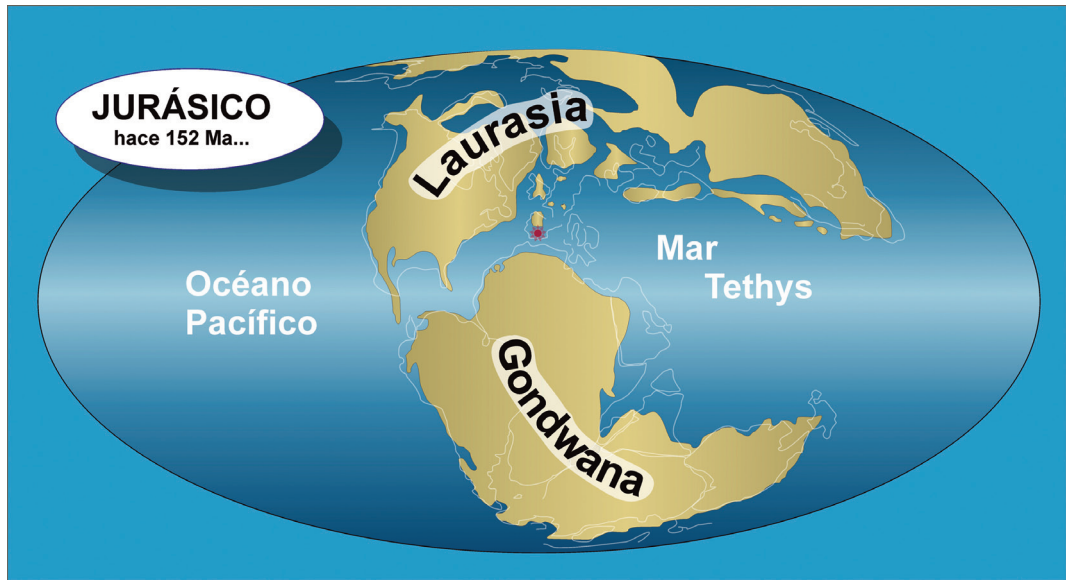 JURÁSICO
hace 152 Ma...
Laurasia
Océano
Pacífico
Mar
Tethys
Gondwana